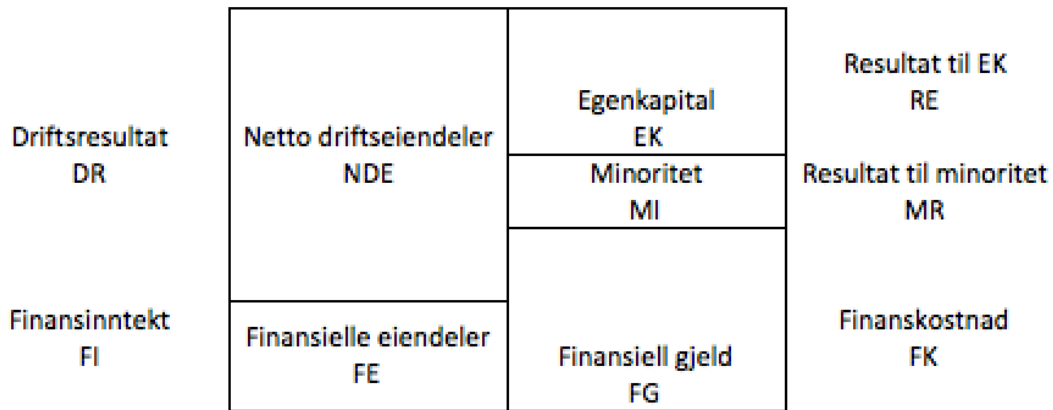 Driftsresultat
DR
Finansinntekt
FI
Netto driftseiendeler
NDE
Finansielle eiendeler
FE
Egenkapital
EK
Minoritet
MI
Finansiell gjeld
FG
Resultat til EK
RE
Resultat til minoritet
MR
Finanskostnad
FK